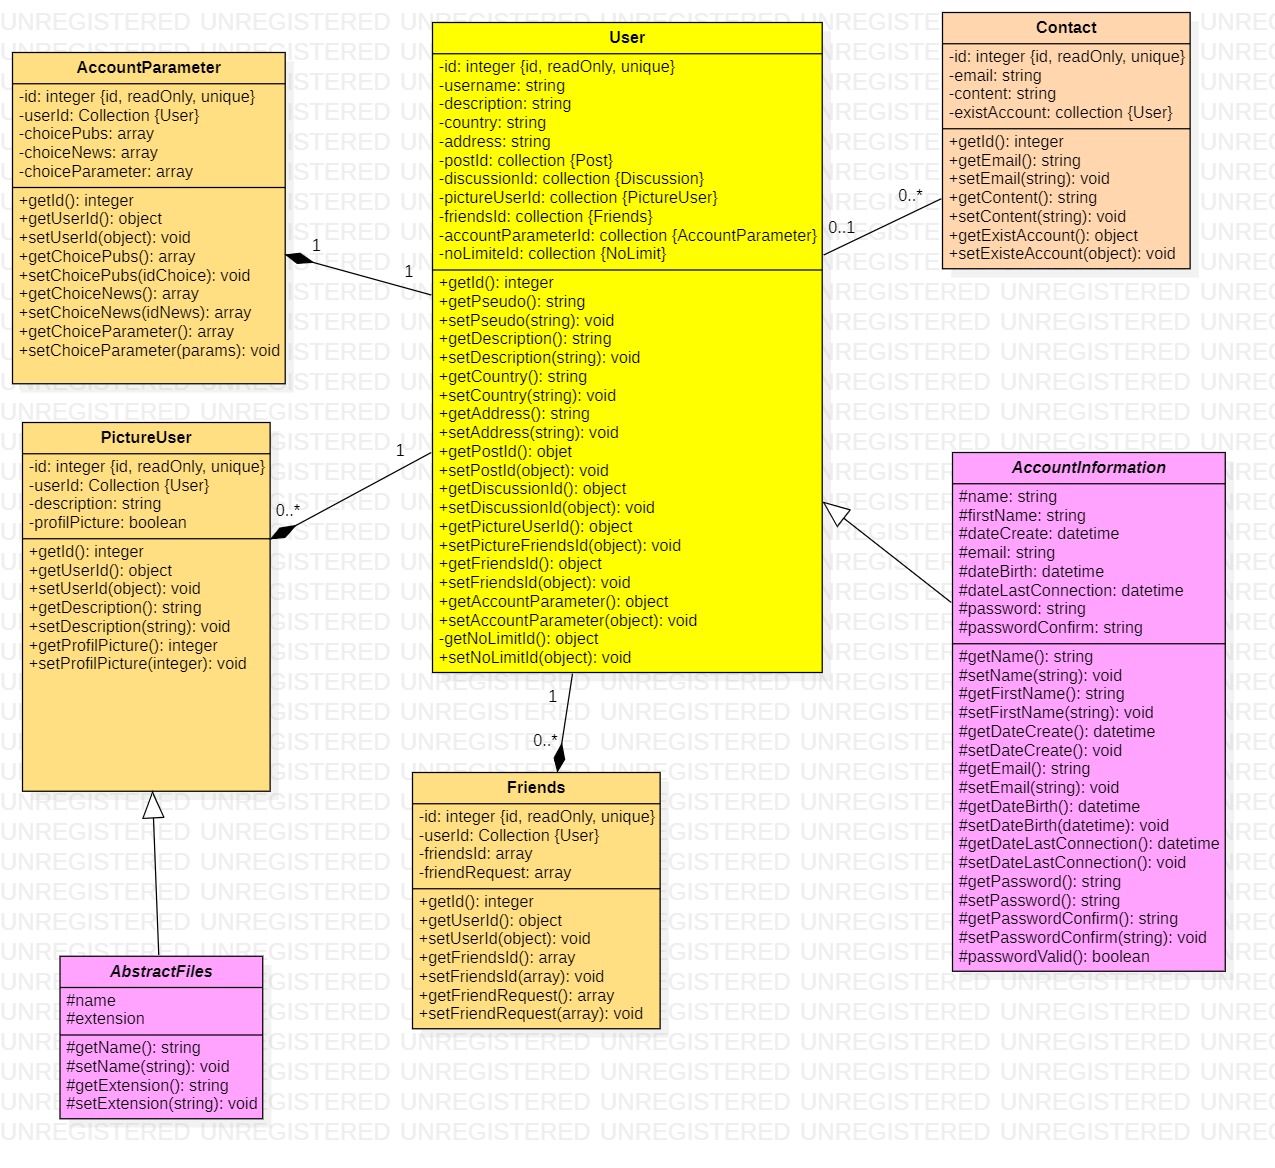 AccountParameter
-id: integer {id, readOnly, unique}
-userId: Collection {User}
-choicePubs: array
-choiceNews: array
-choiceParameter: array
+getId(): integer
+getUserId(): object
+setUserId(object): void
+getChoicePubs(): array
+setChoicePubs(idChoice): void
+getChoiceNews(): array
+setChoiceNews(idNews): array
+getChoiceParameter(): array
+setChoiceParameter(params): void
1
1
User
-id: integer {id, readOnly, unique}
-username: string
-description: string
-country: string
-address: string
-postId: collection {Post}
-discussionId: collection {Discussion}
-pictureUserId: collection {PictureUser}
-friendsId: collection {Friends}
-accountParameterId: collection {AccountParameter}
-noLimiteId: collection {NoLimit}
+getId(): integer
+getPseudo(): string
+setPseudo(string): void
+getDescription(): string
+setDescription(string): void
+getCountry(): string
+setCountry(string): void
+getAddress(): string
+setAddress(string): void
+getPostId(): objet
+setPostId(object): void
+getDiscussionId(): object
+setDiscussionId(object): void
+getPictureUserId(): object
+setPictureFriendsId(object): void
+getFriendsId(): object
+setFriendsId(object): void
+getAccountParameter(): object
+setAccountParameter(object): void
-getNoLimitId(): object
+setNoLimitId(object): void
0..1
0..*
Contact
-id: integer {id, readOnly, unique}
-email: string
-content: string
-existAccount: collection {User}
+getId(): integer
+getEmail(): string
+setEmail(string): void
+getContent(): string
+setContent(string): void
+getExistAccount(): object
+setExisteAccount(object): void
PictureUser
-id: integer {id, readOnly, unique}
-userId: Collection {User}
-description: string
-profilPicture: boolean
+getId(): integer
+getUserId(): object
+setUserId(object): void
+getDescription(): string
+setDescription(string): void
+getProfilPicture(): integer
+setProfilPicture(integer): void
1
0..*
AccountInformation
#name: string
#firstName: string
#dateCreate: datetime
#email: string
#dateBirth: datetime
#dateLastConnection: datetime
#password: string
#passwordConfirm: string
#getName(): string
#setName(string): void
#getFirstName(): string
#setFirstName(string): void
#getDateCreate(): datetime
#setDateCreate(): void
#getEmail(): string
#setEmail(string): void
#getDateBirth(): datetime
#setDateBirth(datetime): void
#getDateLastConnection(): datetime
#setDateLastConnection(): void
#getPassword(): string
#setPassword(): string
#getPasswordConfirm(): string
#setPasswordConfirm(string): void
#passwordValid(): boolean
1
0..*
Friends
-id: integer {id, readOnly, unique}
-userId: Collection {User}
-friendsId: array
-friendRequest: array
+getId(): integer
+getUserId(): object
+setUserId(object): void
+getFriendsId(): array
+setFriendsId(array): void
+getFriendRequest(): array
+setFriendRequest(array): void
AbstractFiles
#name
#extension
#getName(): string
#setName(string): void
#getExtension(): string
#setExtension(string): void
UNREGISTERED